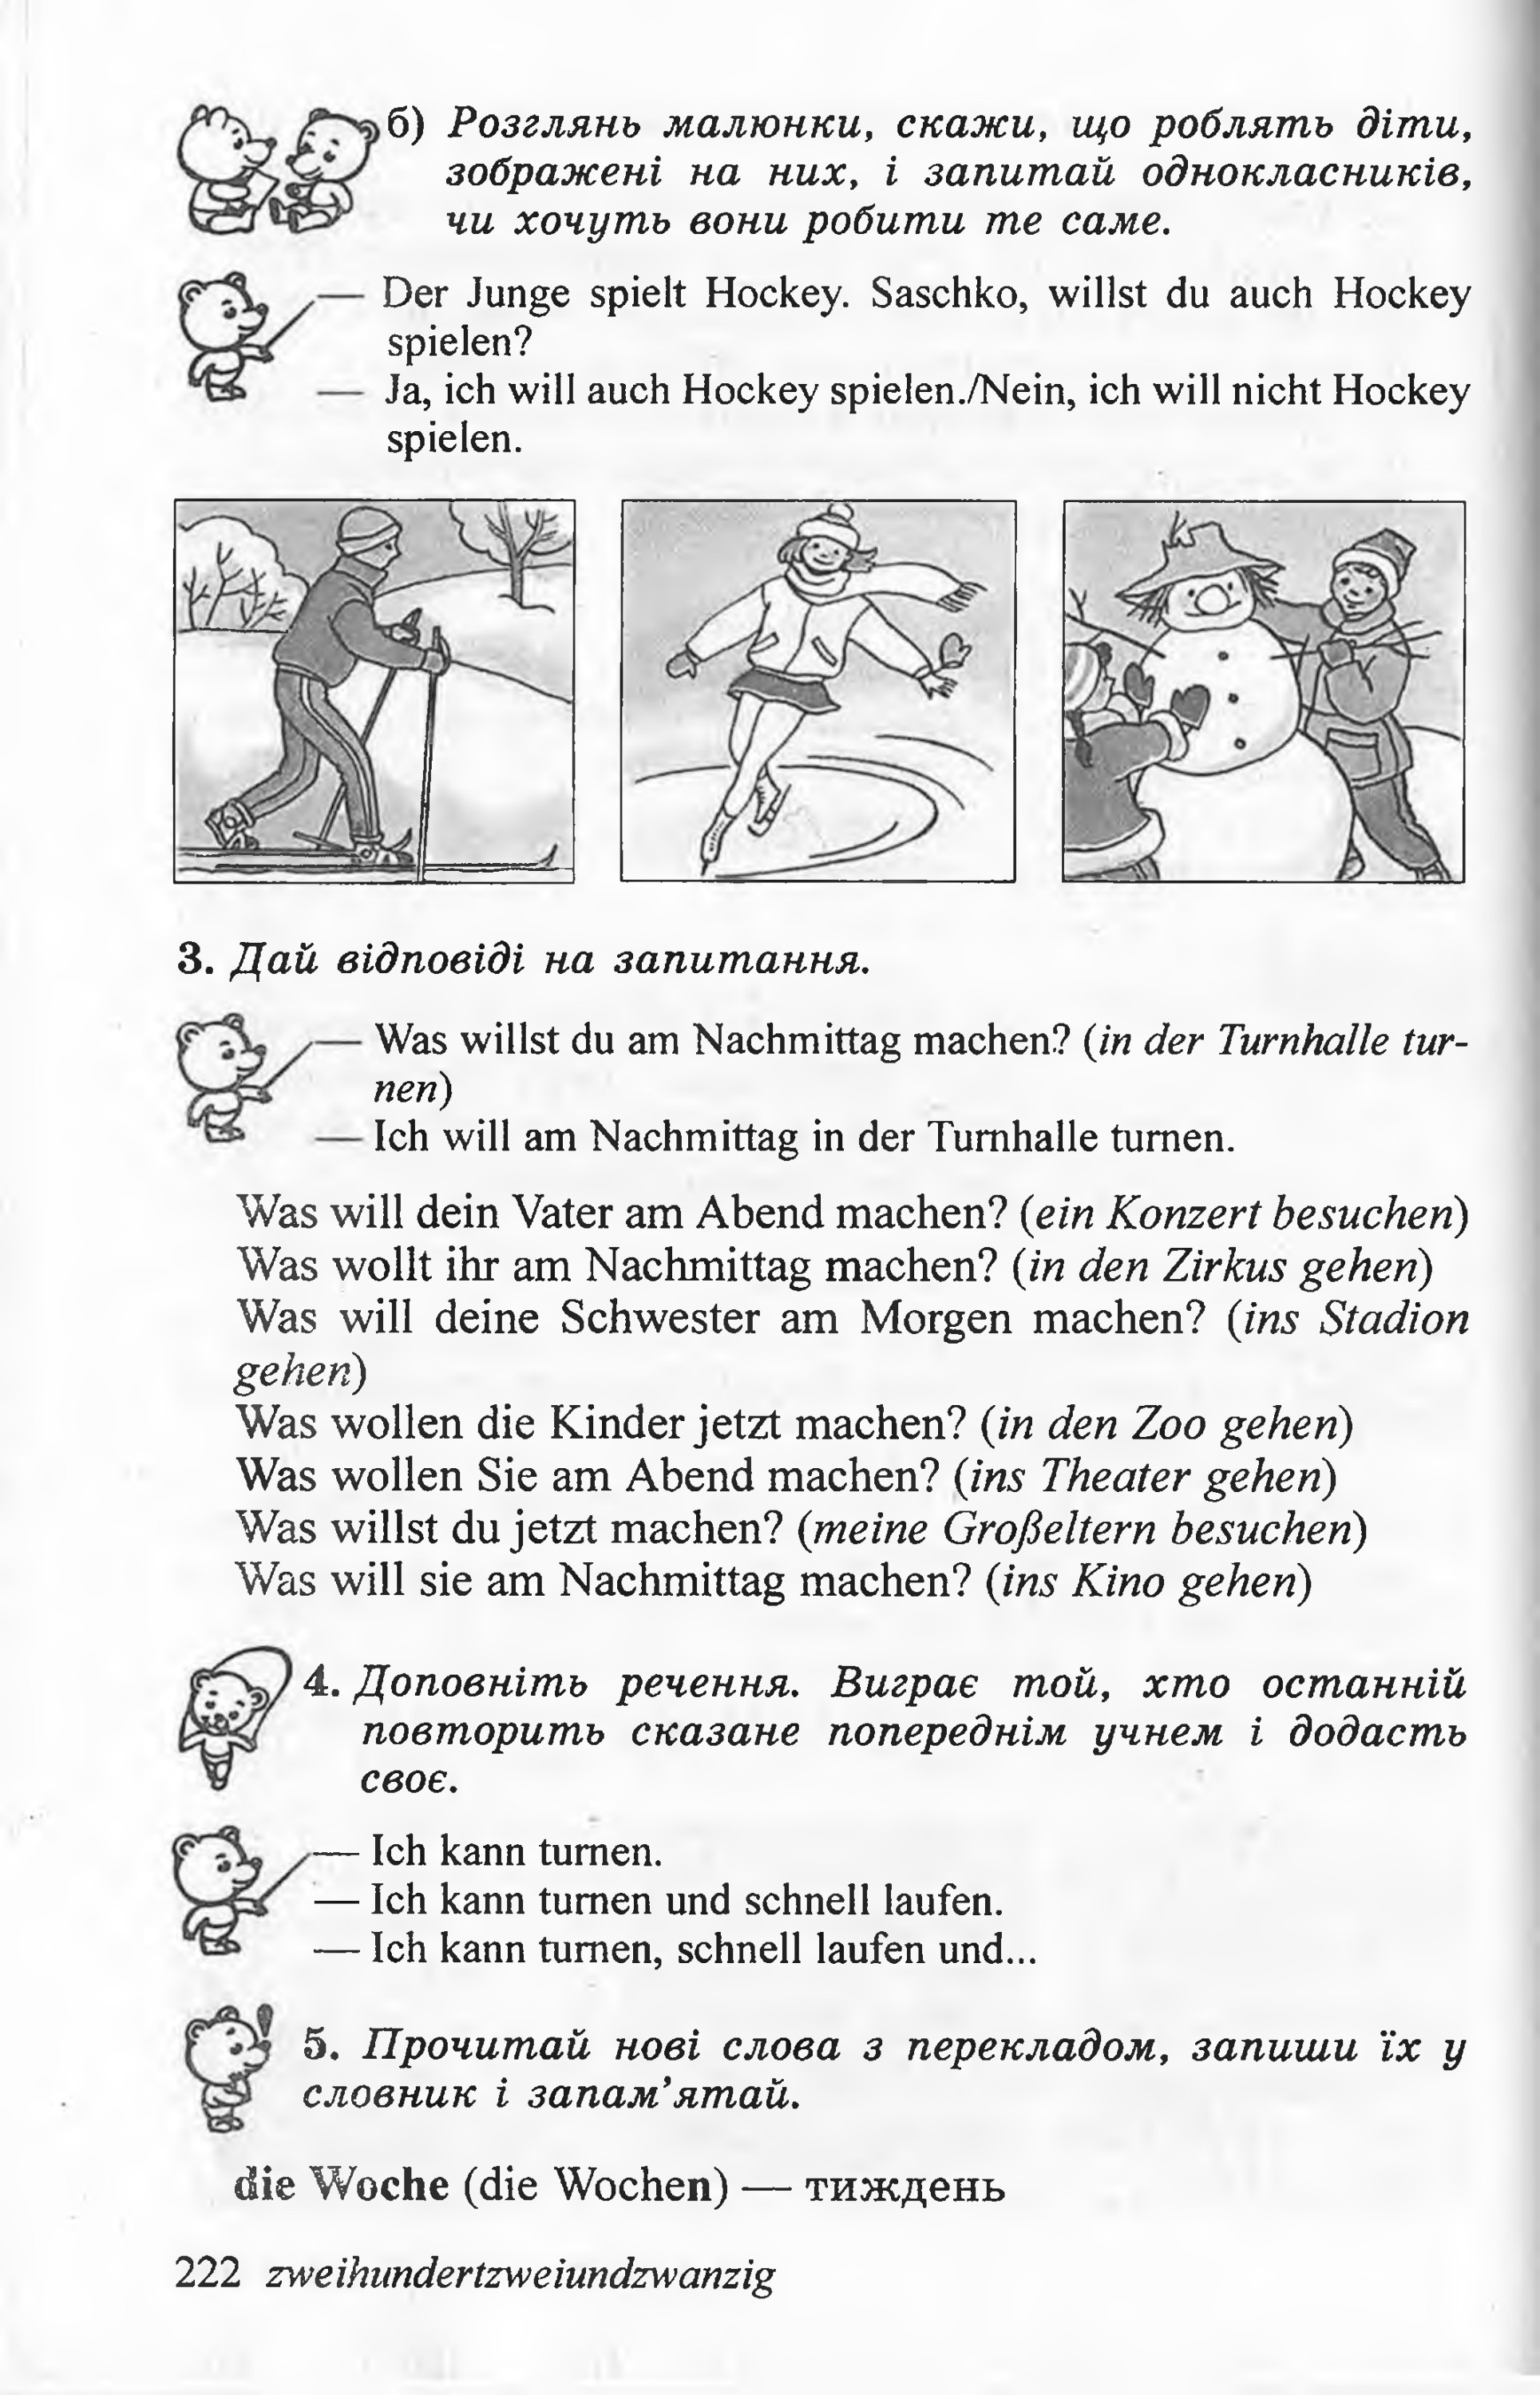 б) Розглянь малюнки, скажи, що роблять діти,
зображені на них, і запитай однокласників,
чи хочуть вони робити те саме.
— Der Junge spielt Hockey. Saschko, willst du auch Hockey
spielen?
— Ja, ich will auch Hockey spielen./Nein, ich will nicht Hockey
spielen.
3. Дай відповіді на запитання.
— Was willst du am Nachmittag machen? (in der Turnhalle tur-
nen)
— Ich will am Nachmittag in der Turnhalle turnen.
Was will dein Vater am Abend machen? (ein Konzert besuchen)
Was wollt ihr am Nachmittag machen? (in den Zirkus gehen)
Was will deine Schwester am Morgen machen? (ins Stadion
gehen)
Was wollen die Kinder jetzt machen? (in den Zoo gehen)
Was wollen Sie am Abend machen? (ins Theater gehen)
Was willst du jetzt machen? (meine Großeltern besuchen)
Was will sie am Nachmittag machen? (ins Kino gehen)
4. Доповніть речення. Виграє той, хто останній
повторить сказане попереднім учнем і додасть
своє.
— Ich kann turnen.
— Ich kann turnen und schnell laufen.
— Ich kann turnen, schnell laufen und...
5. Прочитай нові слова з перекладом, запиши їх у
словник і запам’ятай.
die Woche (die Wochen) — тиждень
222 zweihundertzweiundzwanzig